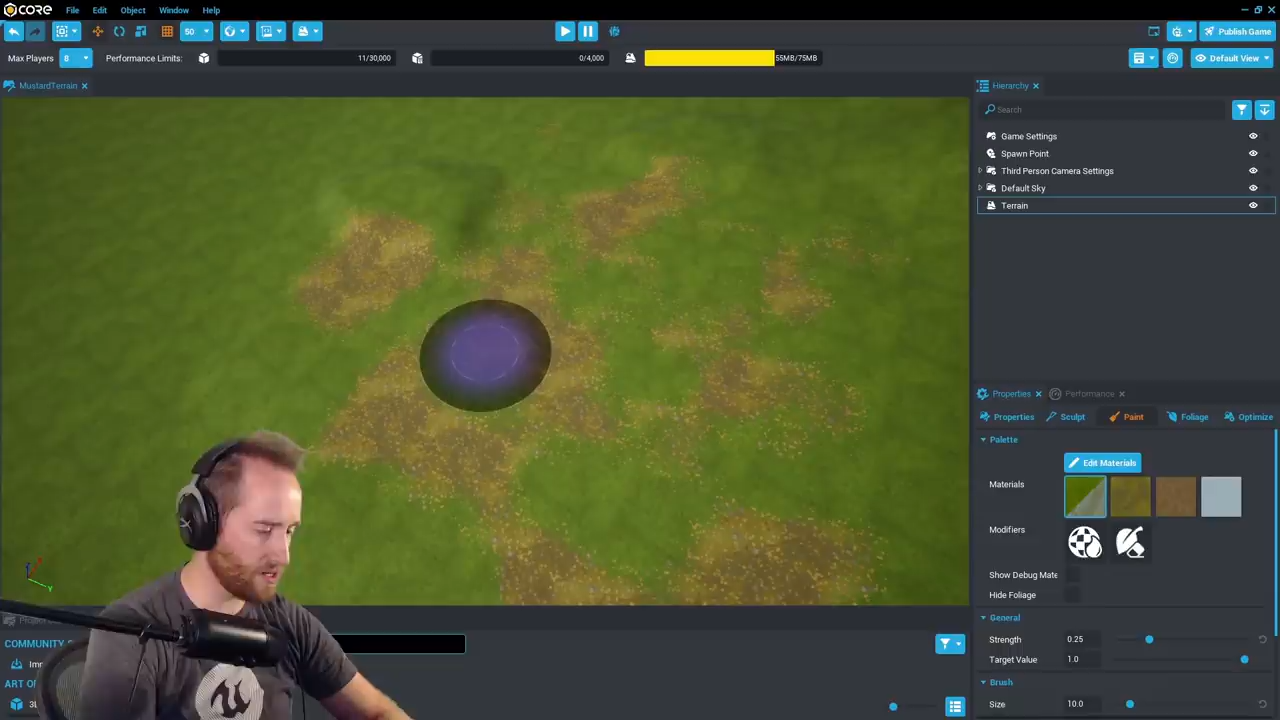 CORE File Edit Object Window Help
50 Publish Game
Max Players 8 Performance Limits: 11/30,000 0/4,000 55MB/75MB Default View
MustardTerrain
Hierarchy
Search
Game Settings
Spawn Point
Third Person Camera Settings
Default Sky
Terrain
Properties Performance
Properties Sculpt Paint Foliage Optimize
Palette
Edit Materials
Materials
Modifiers
Show Debug Mate
Hide Foliage
General
Strength 0.25
Target Value 1.0
Brush
Size 10.0
COMMUNITY
Im
ART O
3
X
Y